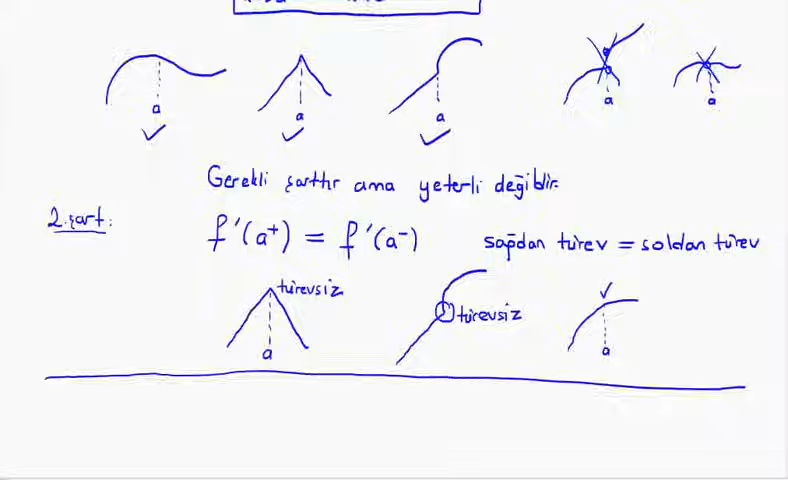 a a a a a
Gerekli şarttır ama yeterli değildir.
2.şart: f'(a⁺) = f'(a⁻) sağdan türev = soldan türev
türevsiz türevsiz
a a